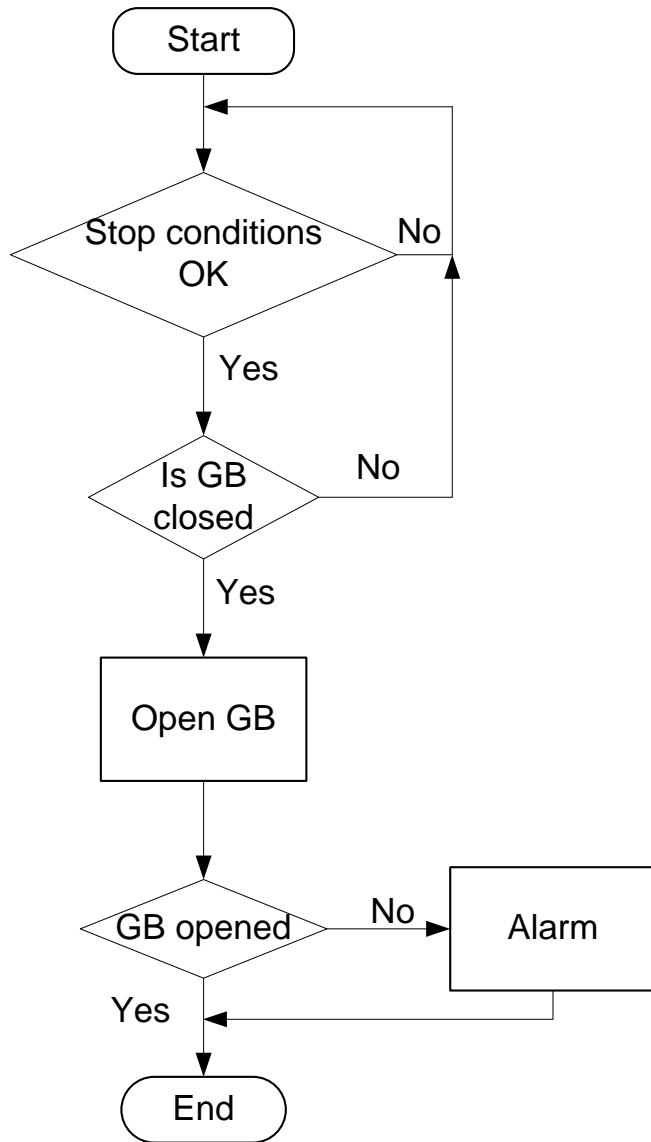 Start
Stop conditions
OK
No
Yes
Is GB
closed
No
Yes
Open GB
GB opened
No
Alarm
Yes
End